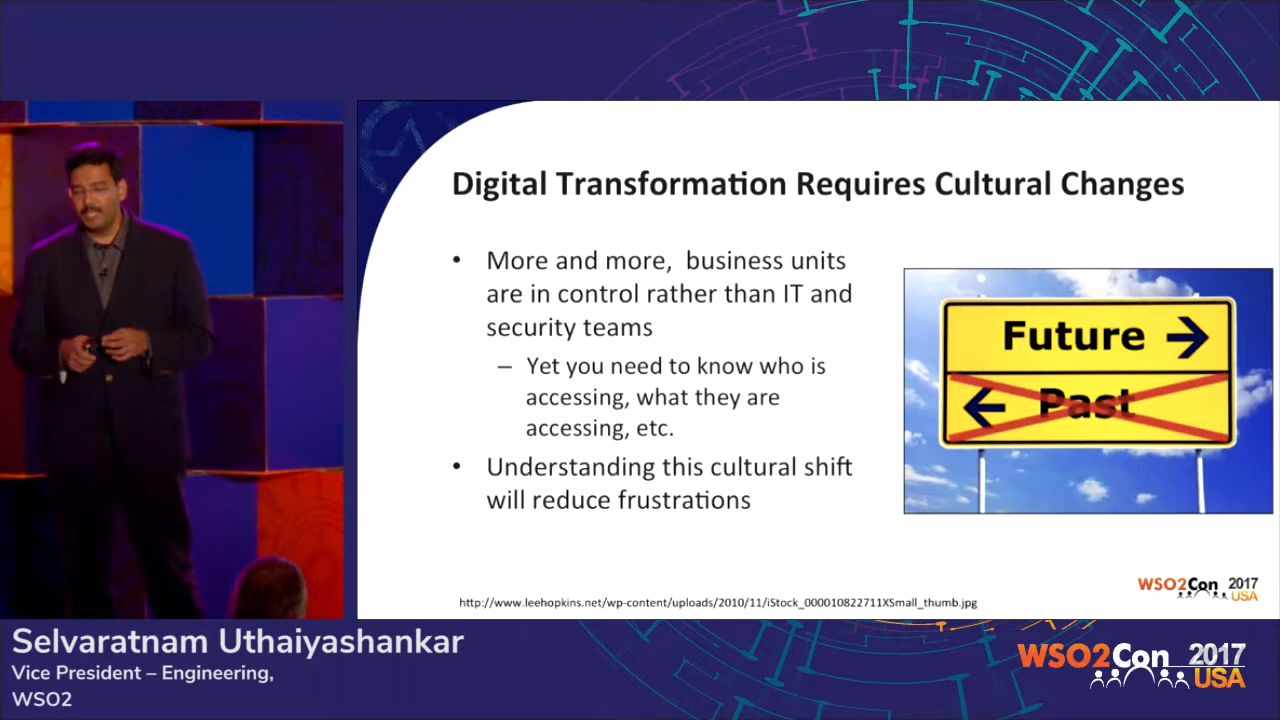 Digital Transformation Requires Cultural Changes
• More and more, business units
are in control rather than IT and
security teams
– Yet you need to know who is
accessing, what they are
accessing, etc.
• Understanding this cultural shift
will reduce frustrations
Future →
← Past
WSO2Con 2017
USA
http://www.leehopkins.net/wp-content/uploads/2010/11/iStock_000010822711XSmall_thumb.jpg
Selvaratnam Uthaiyashankar
Vice President – Engineering,
WSO2
WSO2Con 2017
USA